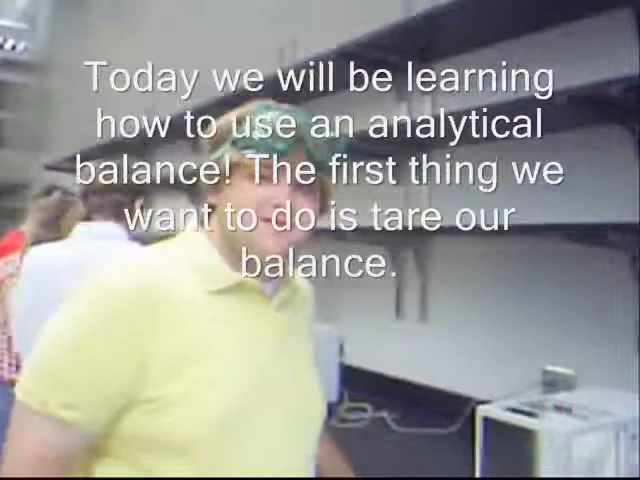 Today we will be learning
how to use an analytical
balance! The first thing we
want to do is tare our
balance.